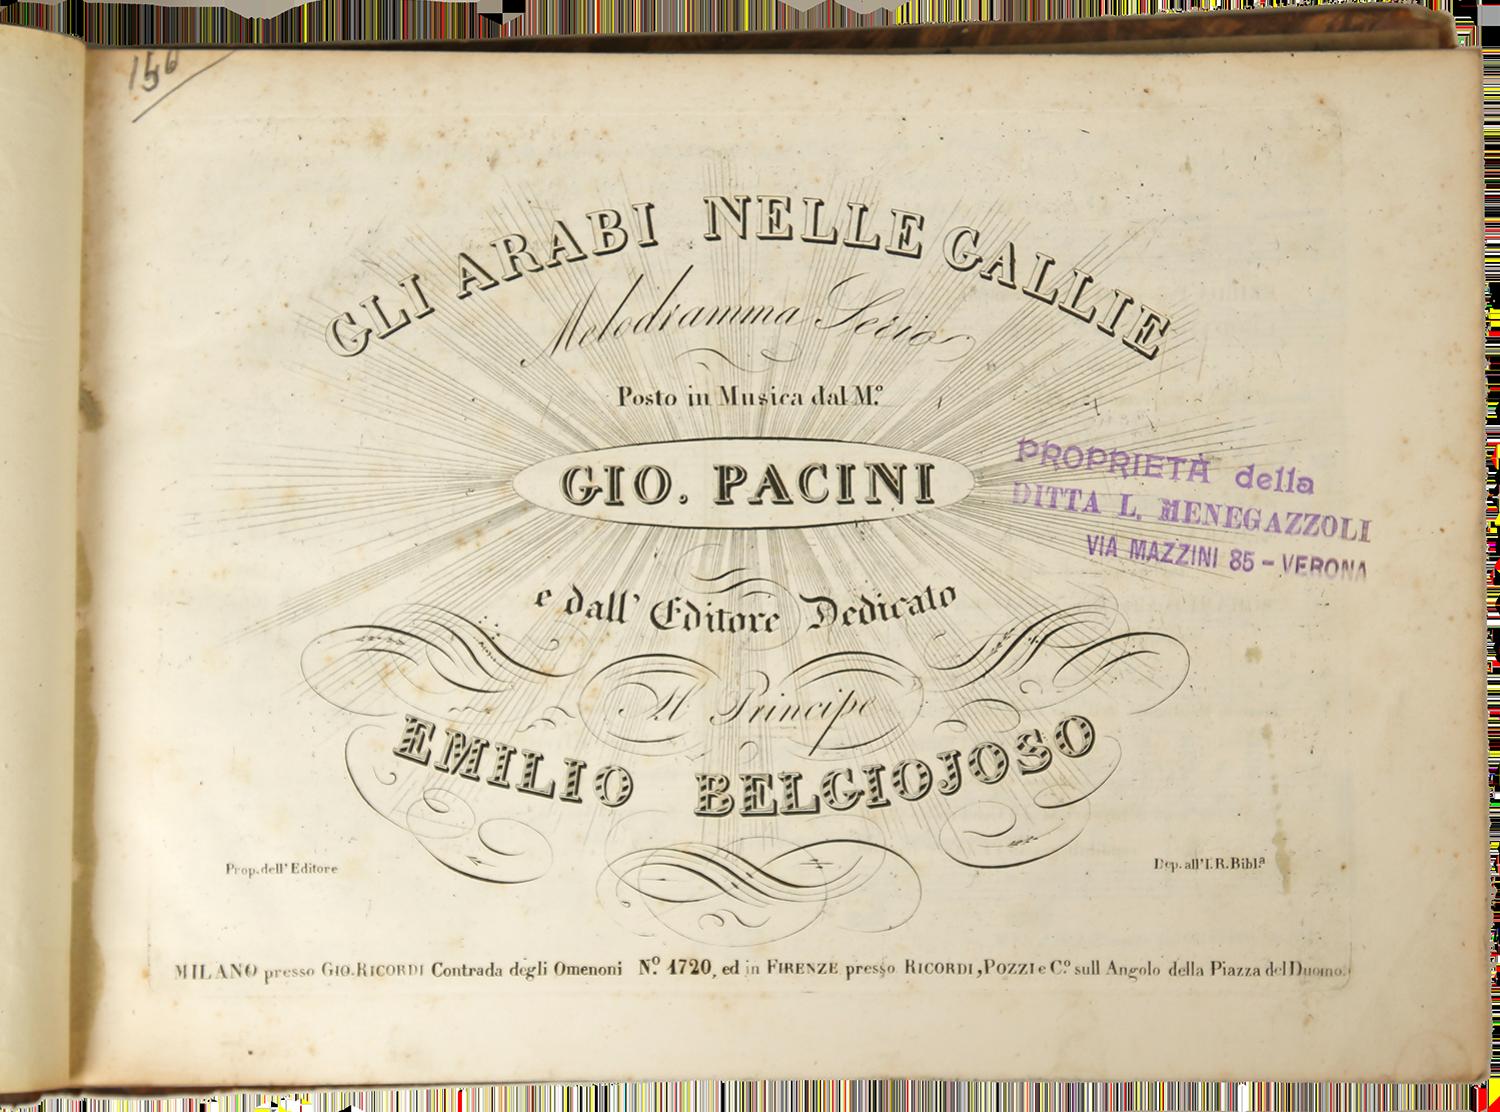 156
GLI ARABI NELLE GALLIE
Melodramma Serio
Posto in Musica dal M.º
GIO. PACINI
PROPRIETÀ della
DITTA L. MENEGAZZOLI
VIA MAZZINI 85 - VERONA
e dall' Editore Dedicato
Il Principe
EMILIO BELGIOJOSO
Prop. dell' Editore
Dep. all' I. R. Bibl.ª
MILANO presso GIO. RICORDI Contrada degli Omenoni N.º 1720, ed in FIRENZE presso RICORDI, POZZI e C.º sull Angolo della Piazza del Duomo.